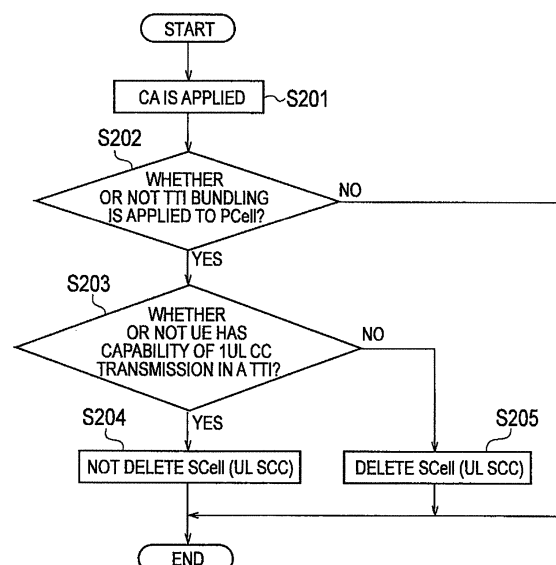 START
CA IS APPLIED
S201
S202
WHETHER
OR NOT TTI BUNDLING
IS APPLIED TO PCell?
NO
YES
S203
WHETHER
OR NOT UE HAS
CAPABILITY OF 1UL CC
TRANSMISSION IN A TTI?
NO
YES
S204
NOT DELETE SCell (UL SCC)
S205
DELETE SCell (UL SCC)
END